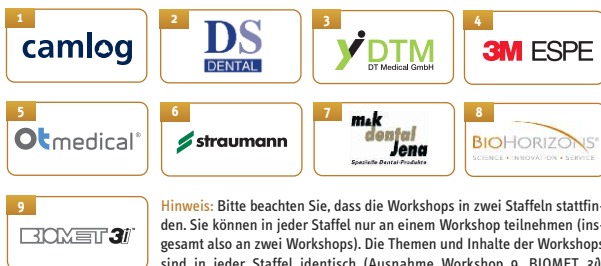 1
camlog
2
DS
DENTAL
3
DTM
DT Medical GmbH
4
3M ESPE
5
Otmedical®
6
straumann
7
m&k
dental
Jena
Spezielle Dental-Produkte
8
BIOHORIZONS®
SCIENCE • INNOVATION • SERVICE
9
BIOMET 3i
Hinweis: Bitte beachten Sie, dass die Workshops in zwei Staffeln stattfin-
den. Sie können in jeder Staffel nur an einem Workshop teilnehmen (ins-
gesamt also an zwei Workshops). Die Themen und Inhalte der Workshops
sind in jeder Staffel identisch (Ausnahme Workshop 9, BIOMET 3i)